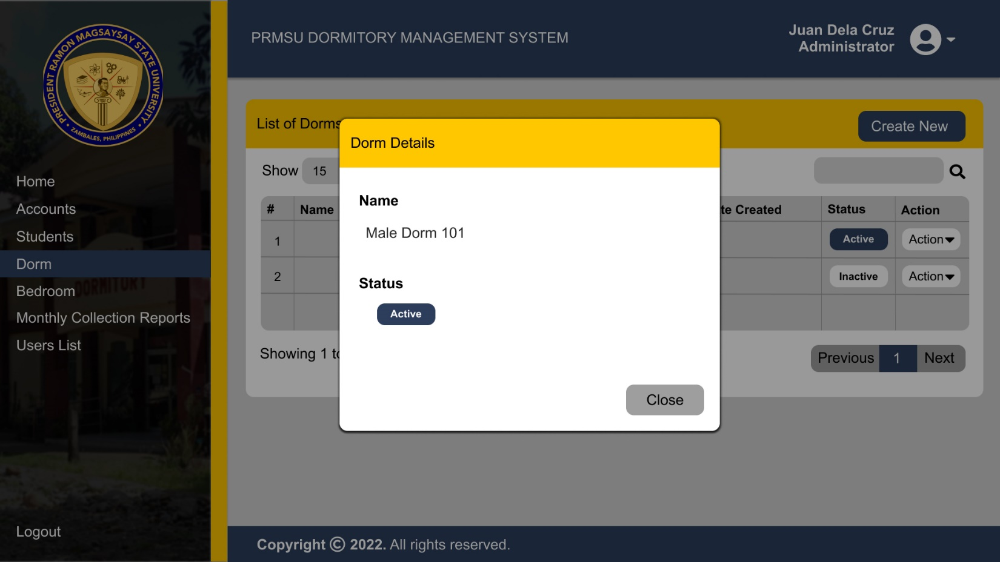 PRESIDENT RAMON MAGSAYSAY STATE UNIVERSITY
ZAMBALES, PHILIPPINES
PRMSU DORMITORY MANAGEMENT SYSTEM
Juan Dela Cruz
Administrator
Home
Accounts
Students
Dorm
Bedroom
Monthly Collection Reports
Users List
Logout
DORMITORY
List of Dorms
Create New
Show 15
# Name te Created Status Action
1 Active Action
2 Inactive Action
Showing 1 to
Previous 1 Next
Dorm Details
Name
Male Dorm 101
Status
Active
Close
Copyright © 2022. All rights reserved.